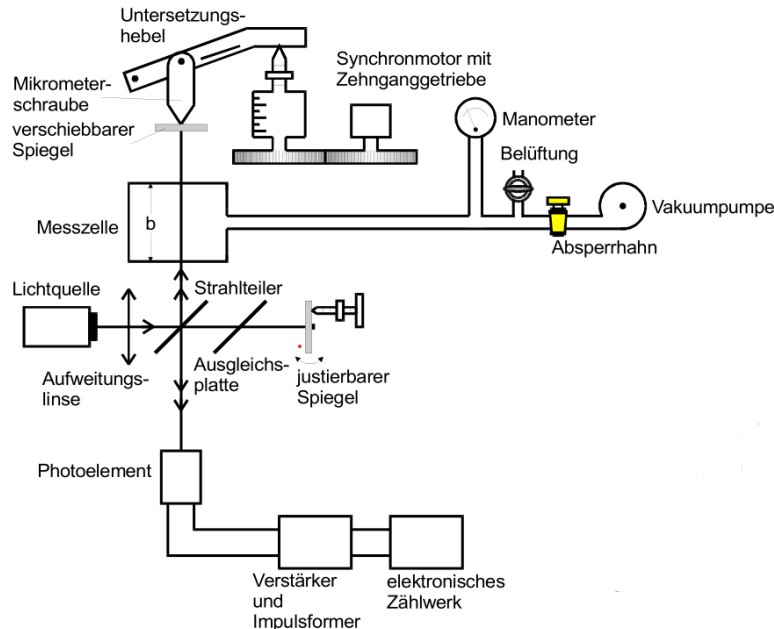 Untersetzungs-
hebel
Synchronmotor mit
Zehnganggetriebe
Mikrometer-
schraube
verschiebbarer
Spiegel
Manometer
Belüftung
Messzelle
b
Vakuumpumpe
Absperrhahn
Lichtquelle
Strahlteiler
Aufweitungs-
linse
Ausgleichs-
platte
justierbarer
Spiegel
Photoelement
Verstärker
und
Impulsformer
elektronisches
Zählwerk